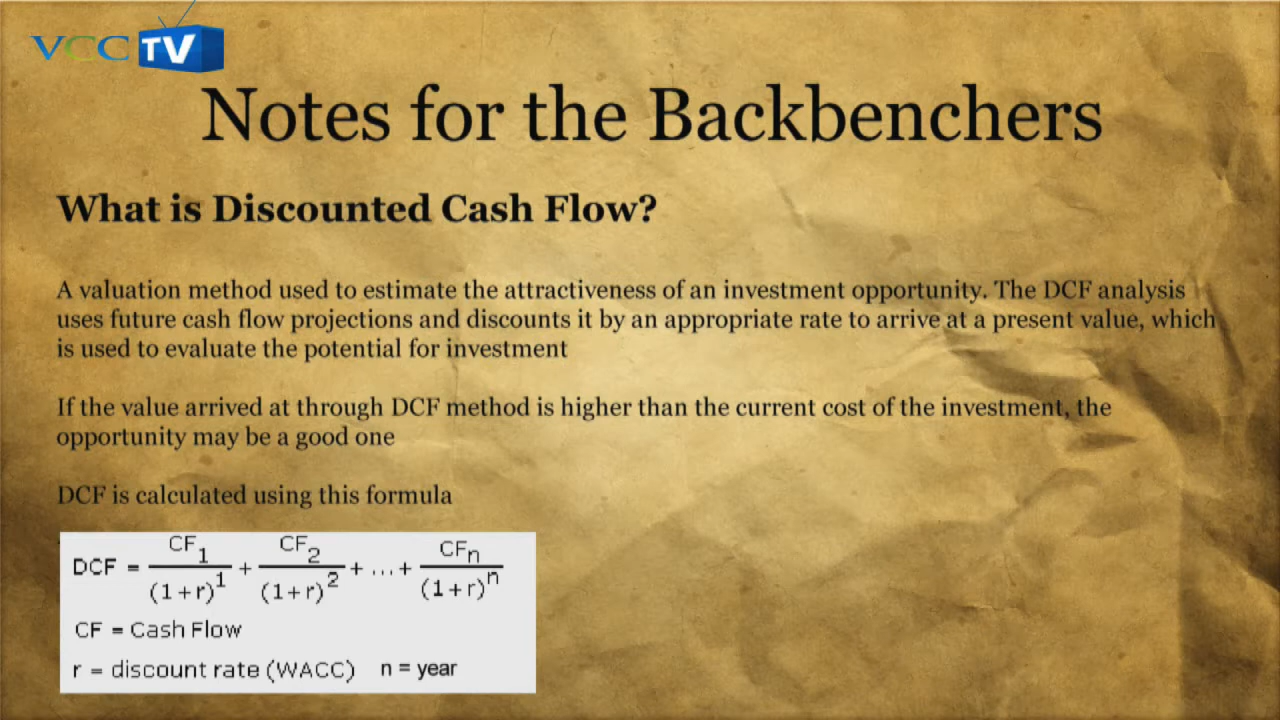 VCC TV
Notes for the Backbenchers
What is Discounted Cash Flow?
A valuation method used to estimate the attractiveness of an investment opportunity. The DCF analysis
uses future cash flow projections and discounts it by an appropriate rate to arrive at a present value, which
is used to evaluate the potential for investment
If the value arrived at through DCF method is higher than the current cost of the investment, the
opportunity may be a good one
DCF is calculated using this formula
DCF = CF₁/(1+r)¹ + CF₂/(1+r)² + ...+ CFₙ/(1+r)ⁿ
CF = Cash Flow
r = discount rate (WACC) n = year